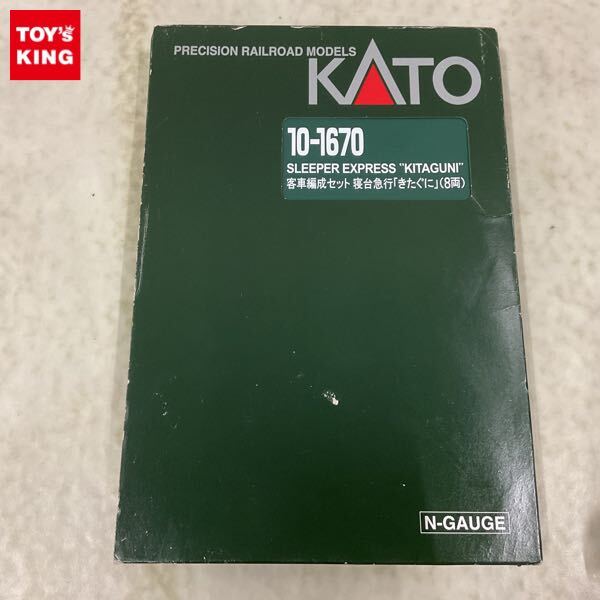 TOY's
KING
PRECISION RAILROAD MODELS
KATO
10-1670
SLEEPER EXPRESS "KITAGUNI"
客車編成セット 寝台急行「きたぐに」(8両)
N-GAUGE